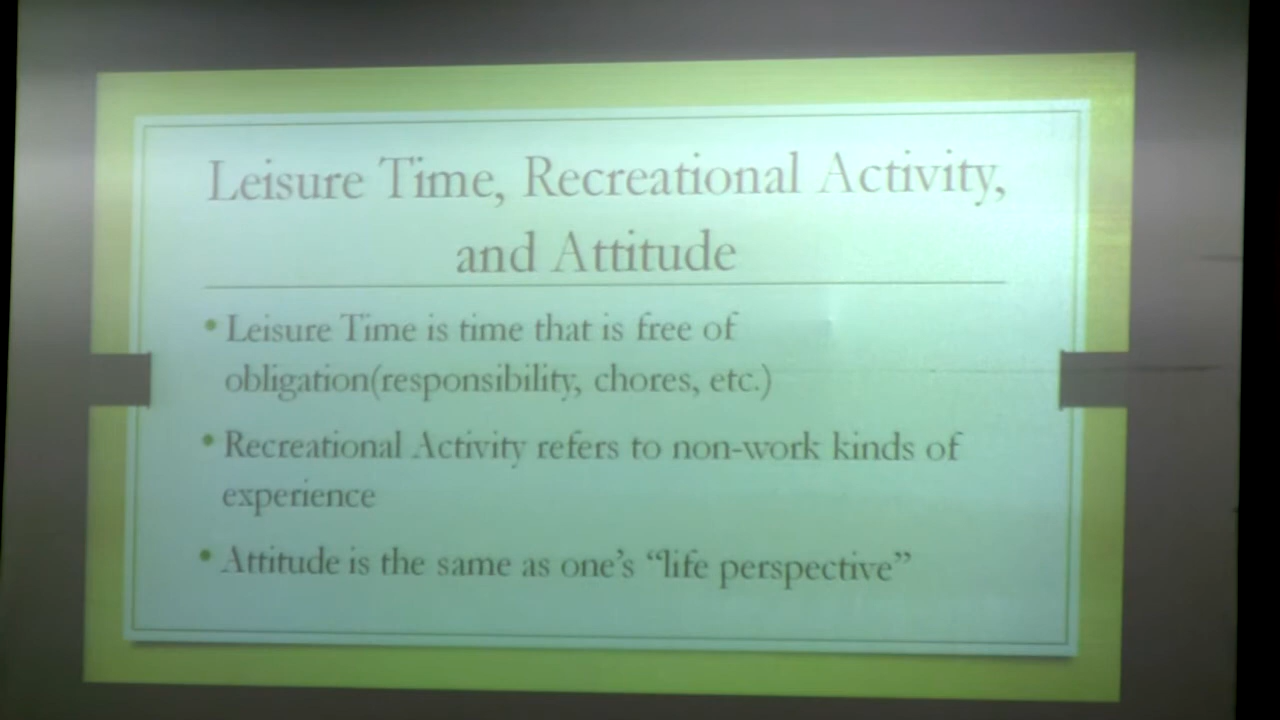 Leisure Time, Recreational Activity,
and Attitude
• Leisure Time is time that is free of
obligation(responsibility, chores, etc.)
• Recreational Activity refers to non-work kinds of
experience
• Attitude is the same as one’s “life perspective”